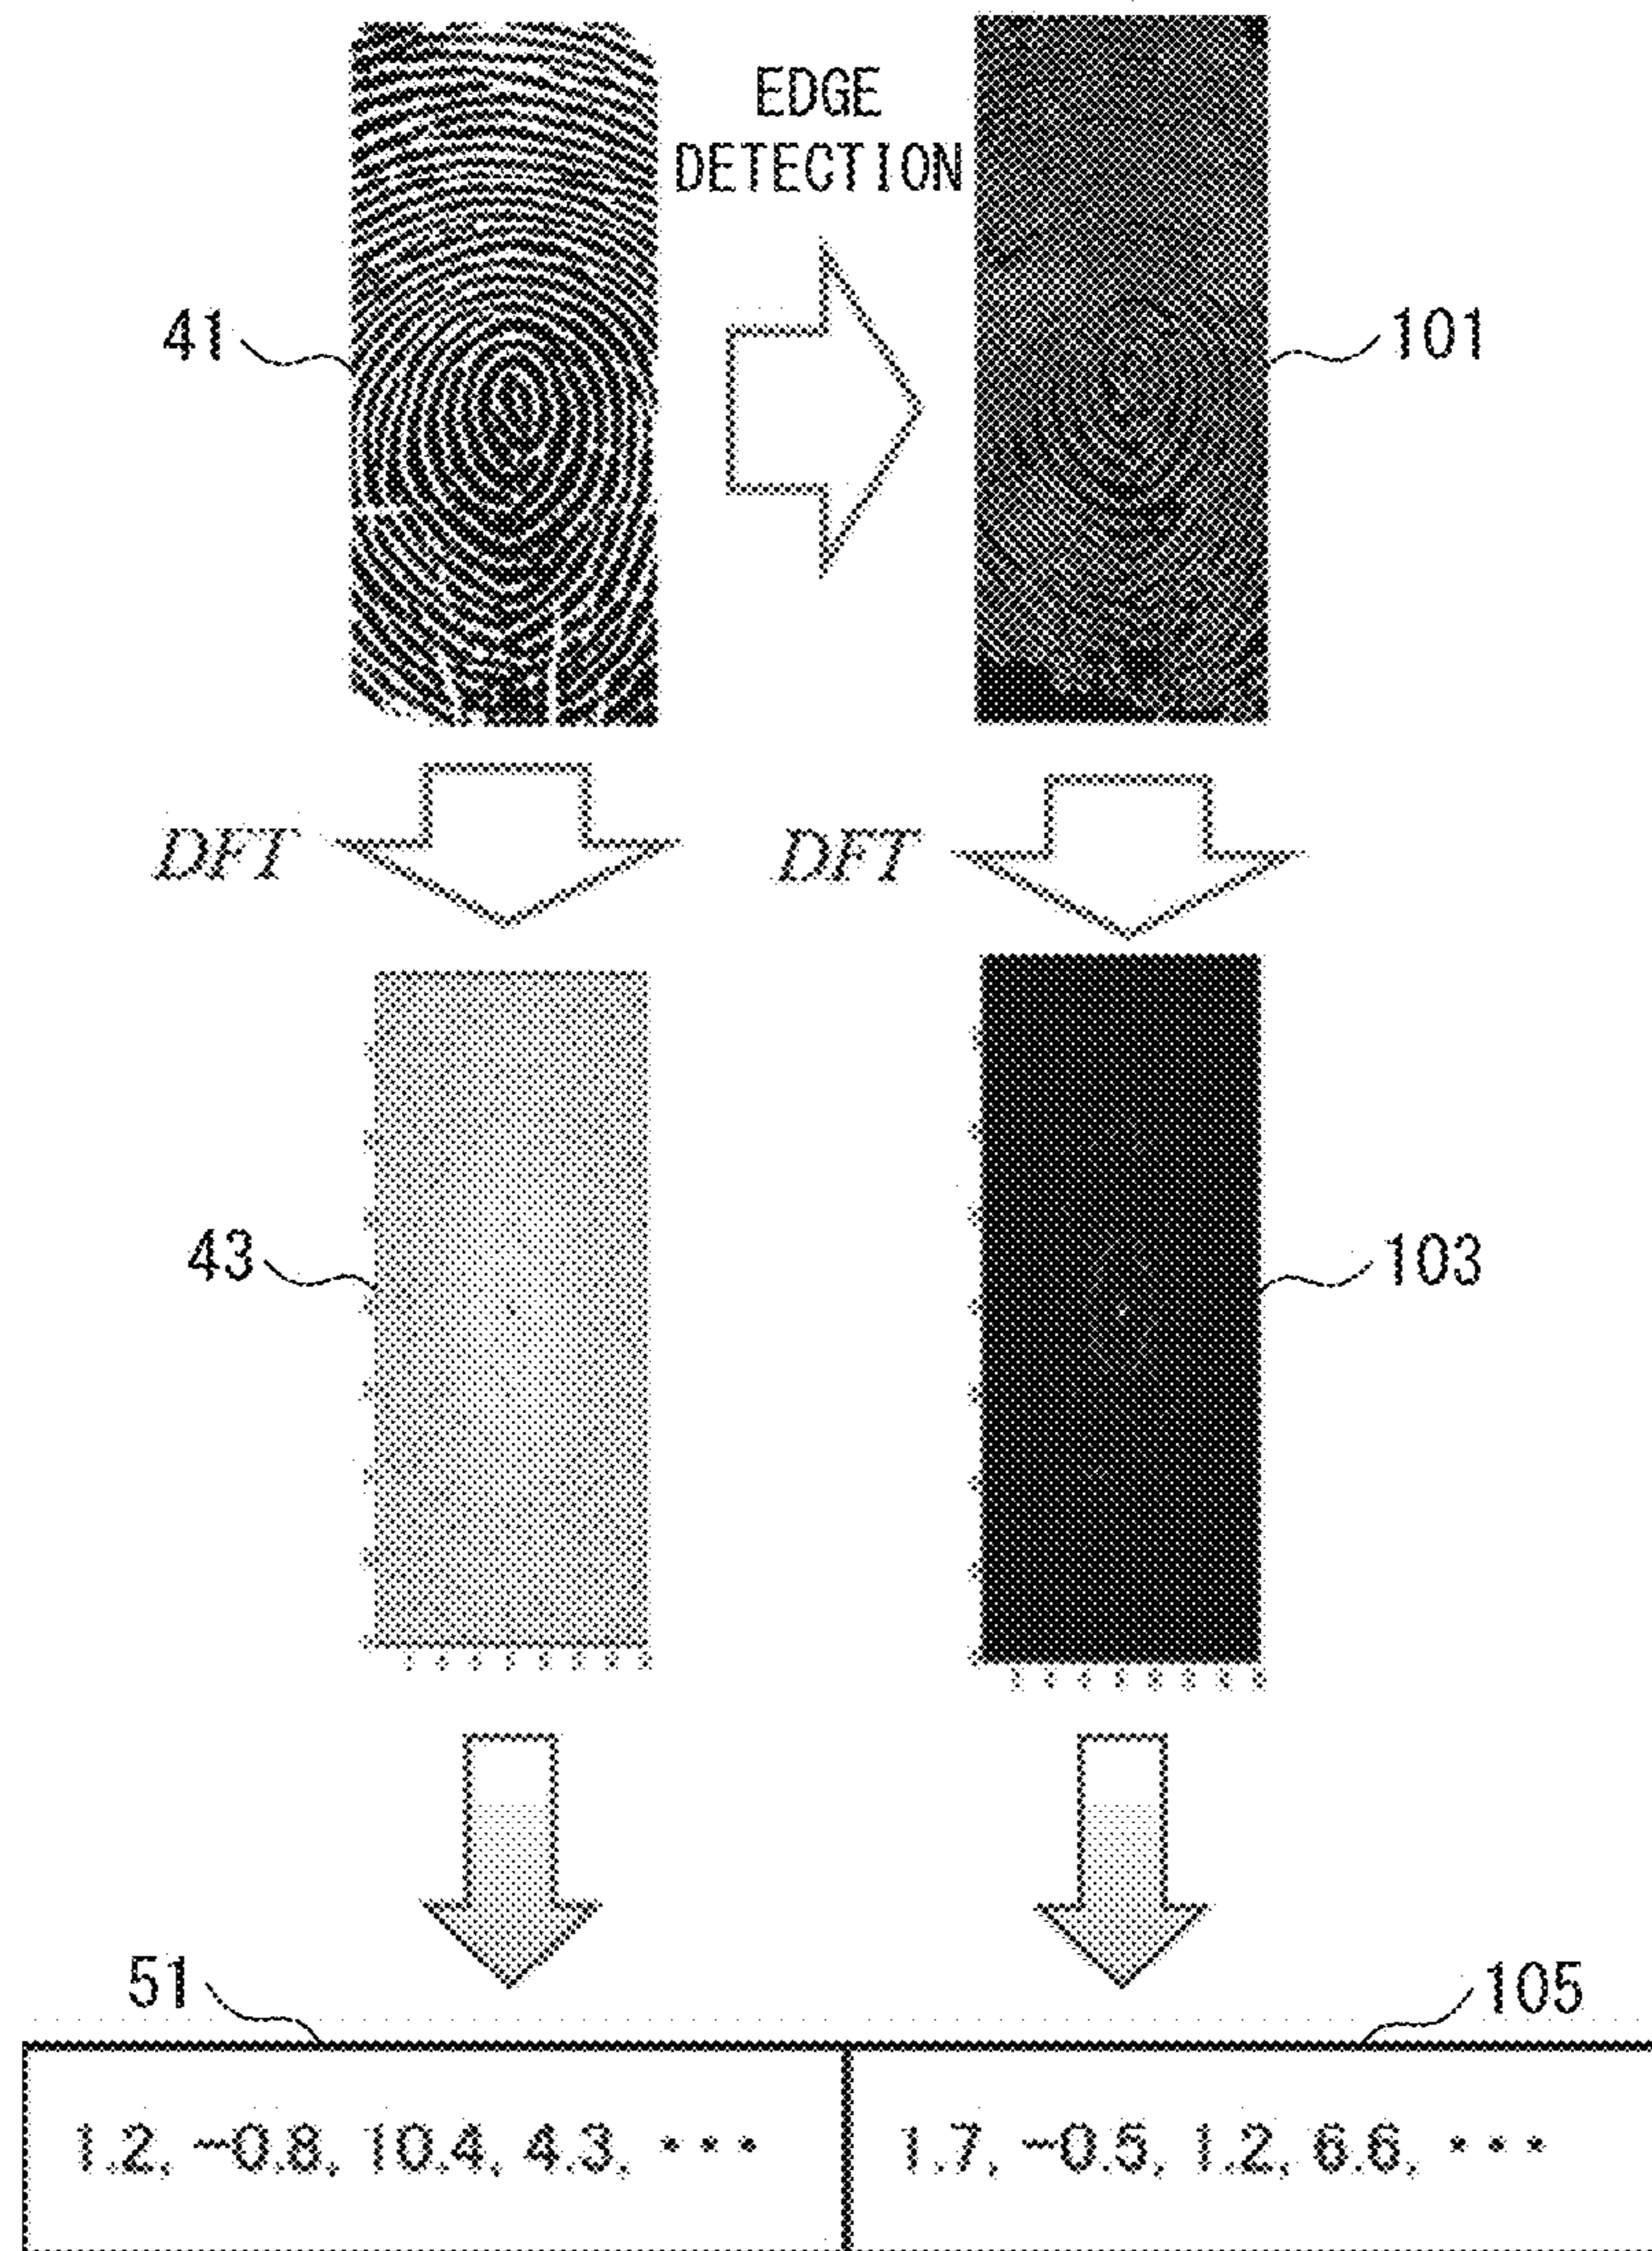 EDGE
DETECTION
41
101
DFT
DFT
43
103
51
105
1.2, -0.8, 10.4, 4.3, ･･･
1.7, -0.5, 1.2, 6.6, ･･･